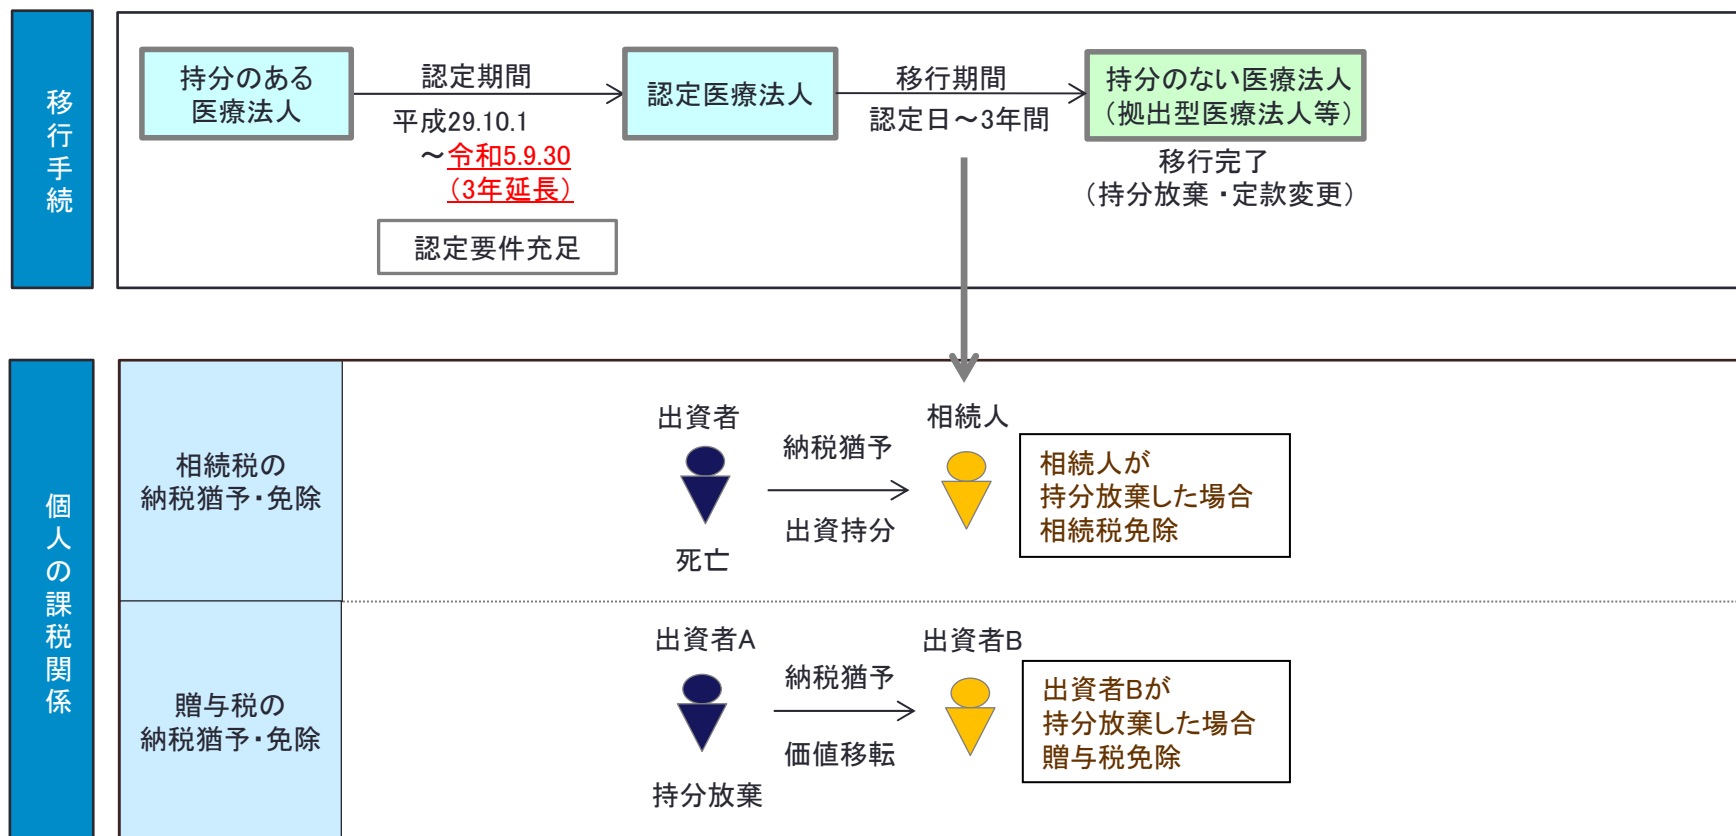 移行手続
持分のある
医療法人
認定期間
平成29.10.1
～令和5.9.30
（3年延長）
認定要件充足
認定医療法人
移行期間
認定日～3年間
持分のない医療法人
（拠出型医療法人等）
移行完了
（持分放棄・定款変更）
個人の課税関係
相続税の
納税猶予・免除
出資者
死亡
納税猶予
出資持分
相続人
相続人が
持分放棄した場合
相続税免除
贈与税の
納税猶予・免除
出資者A
持分放棄
納税猶予
価値移転
出資者B
出資者Bが
持分放棄した場合
贈与税免除